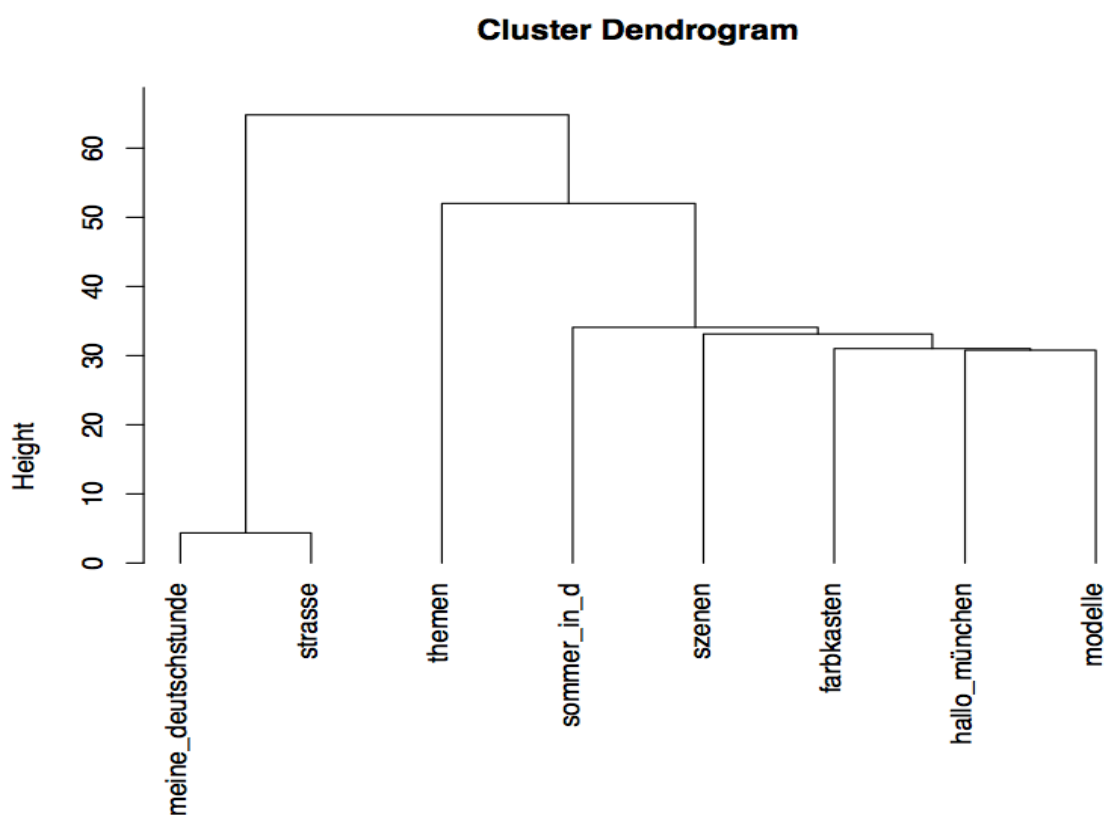 Cluster Dendrogram
Height
60
50
40
30
20
10
0
meine_deutschstunde
strasse
themen
sommer_in_d
szenen
farbkasten
hallo_münchen
modelle